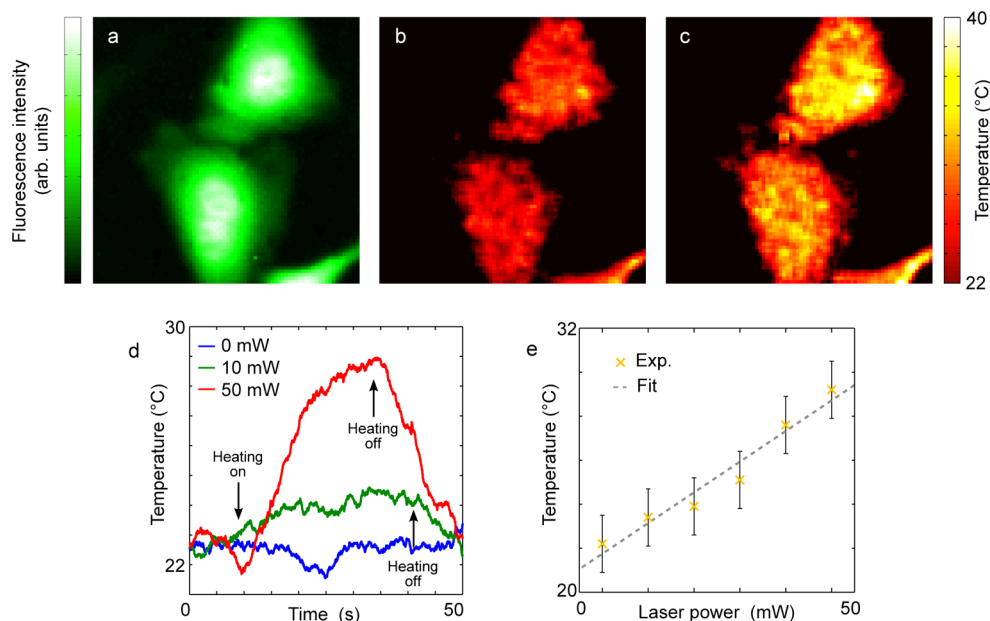 a
b
c
Fluorescence intensity
(arb. units)
40
Temperature (°C)
22
d
30
0 mW
10 mW
50 mW
Heating
on
Heating
off
Heating
off
Temperature (°C)
22
0
Time (s)
50
e
32
Exp.
Fit
Temperature (°C)
20
0
Laser power (mW)
50